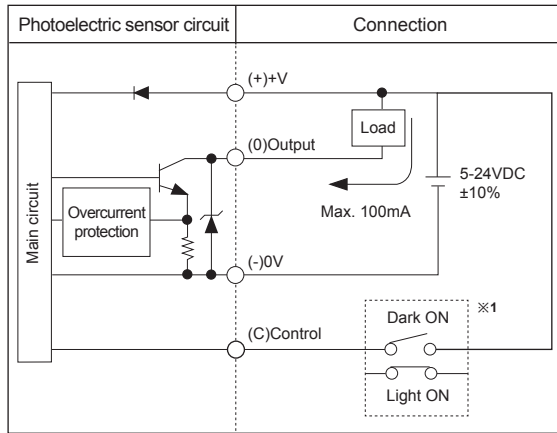 Photoelectric sensor circuit
Connection
(+)+V
Load
(0)Output
5-24VDC
±10%
Max. 100mA
Main circuit
Overcurrent
protection
(-)0V
※1
Dark ON
(C)Control
Light ON